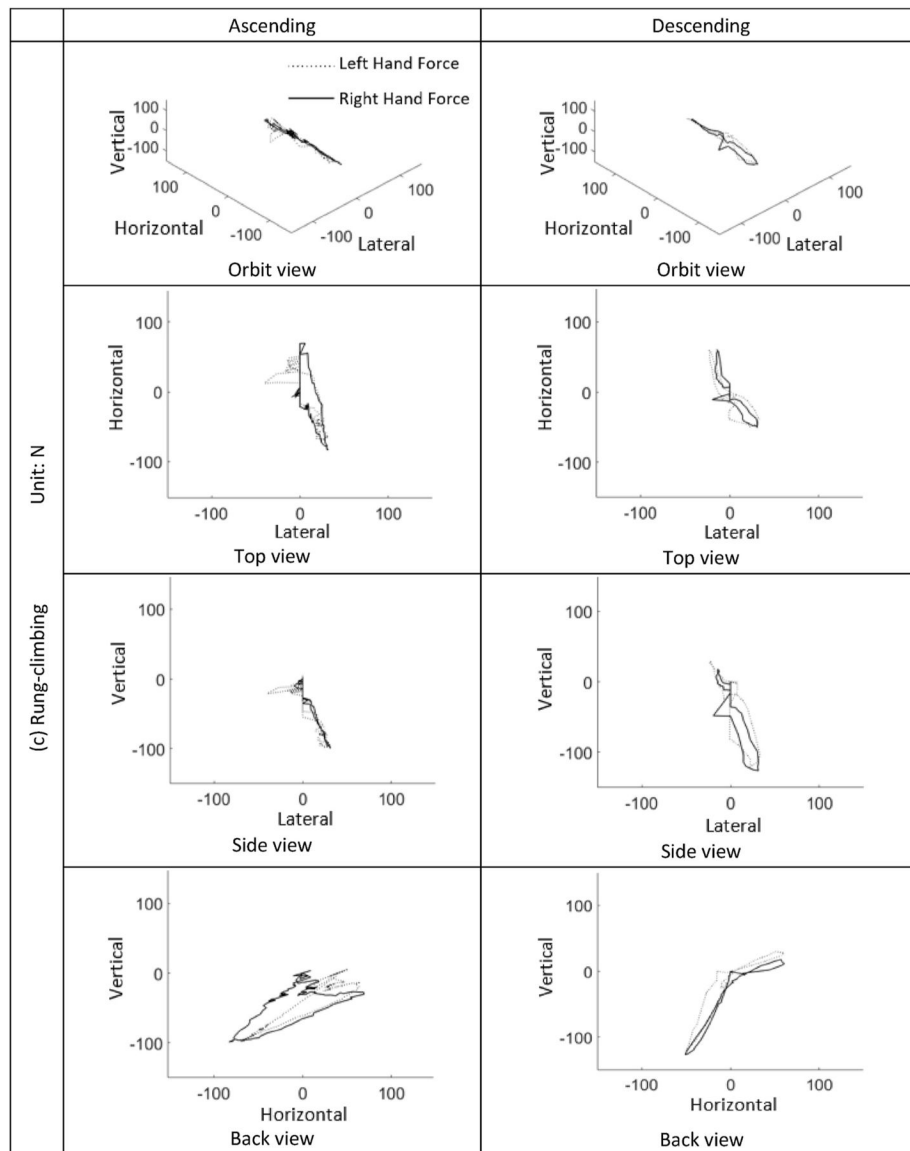 Ascending
Descending
Unit: N
(c) Rung-climbing
Left Hand Force
Right Hand Force
Vertical
100
0
-100
100
0
-100
Horizontal
-100
0
100
Lateral
Orbit view
Vertical
100
0
-100
100
0
-100
Horizontal
-100
0
100
Lateral
Orbit view
Horizontal
100
0
-100
-100 0 100
Lateral
Top view
Horizontal
100
0
-100
-100 0 100
Lateral
Top view
Vertical
100
0
-100
-100 0 100
Lateral
Side view
Vertical
100
0
-100
-100 0 100
Lateral
Side view
Vertical
100
0
-100
-100 0 100
Horizontal
Back view
Vertical
100
0
-100
-100 0 100
Horizontal
Back view